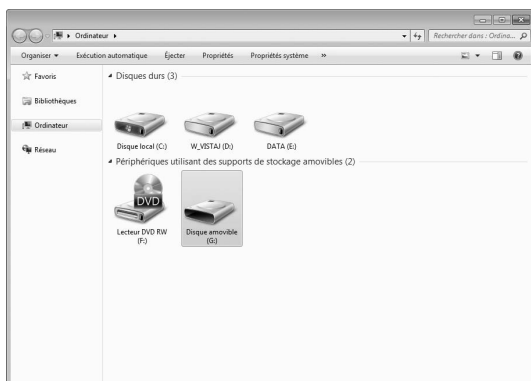 Ordinateur
Rechercher dans : Ordina...
Organiser Exécution automatique Éjecter Propriétés Propriétés système »
Favoris
Bibliothèques
Ordinateur
Réseau
Disques durs (3)
Disque local (C:) W_VISTAJ (D:) DATA (E:)
Périphériques utilisant des supports de stockage amovibles (2)
DVD
Lecteur DVD RW Disque amovible
(F:) (G:)